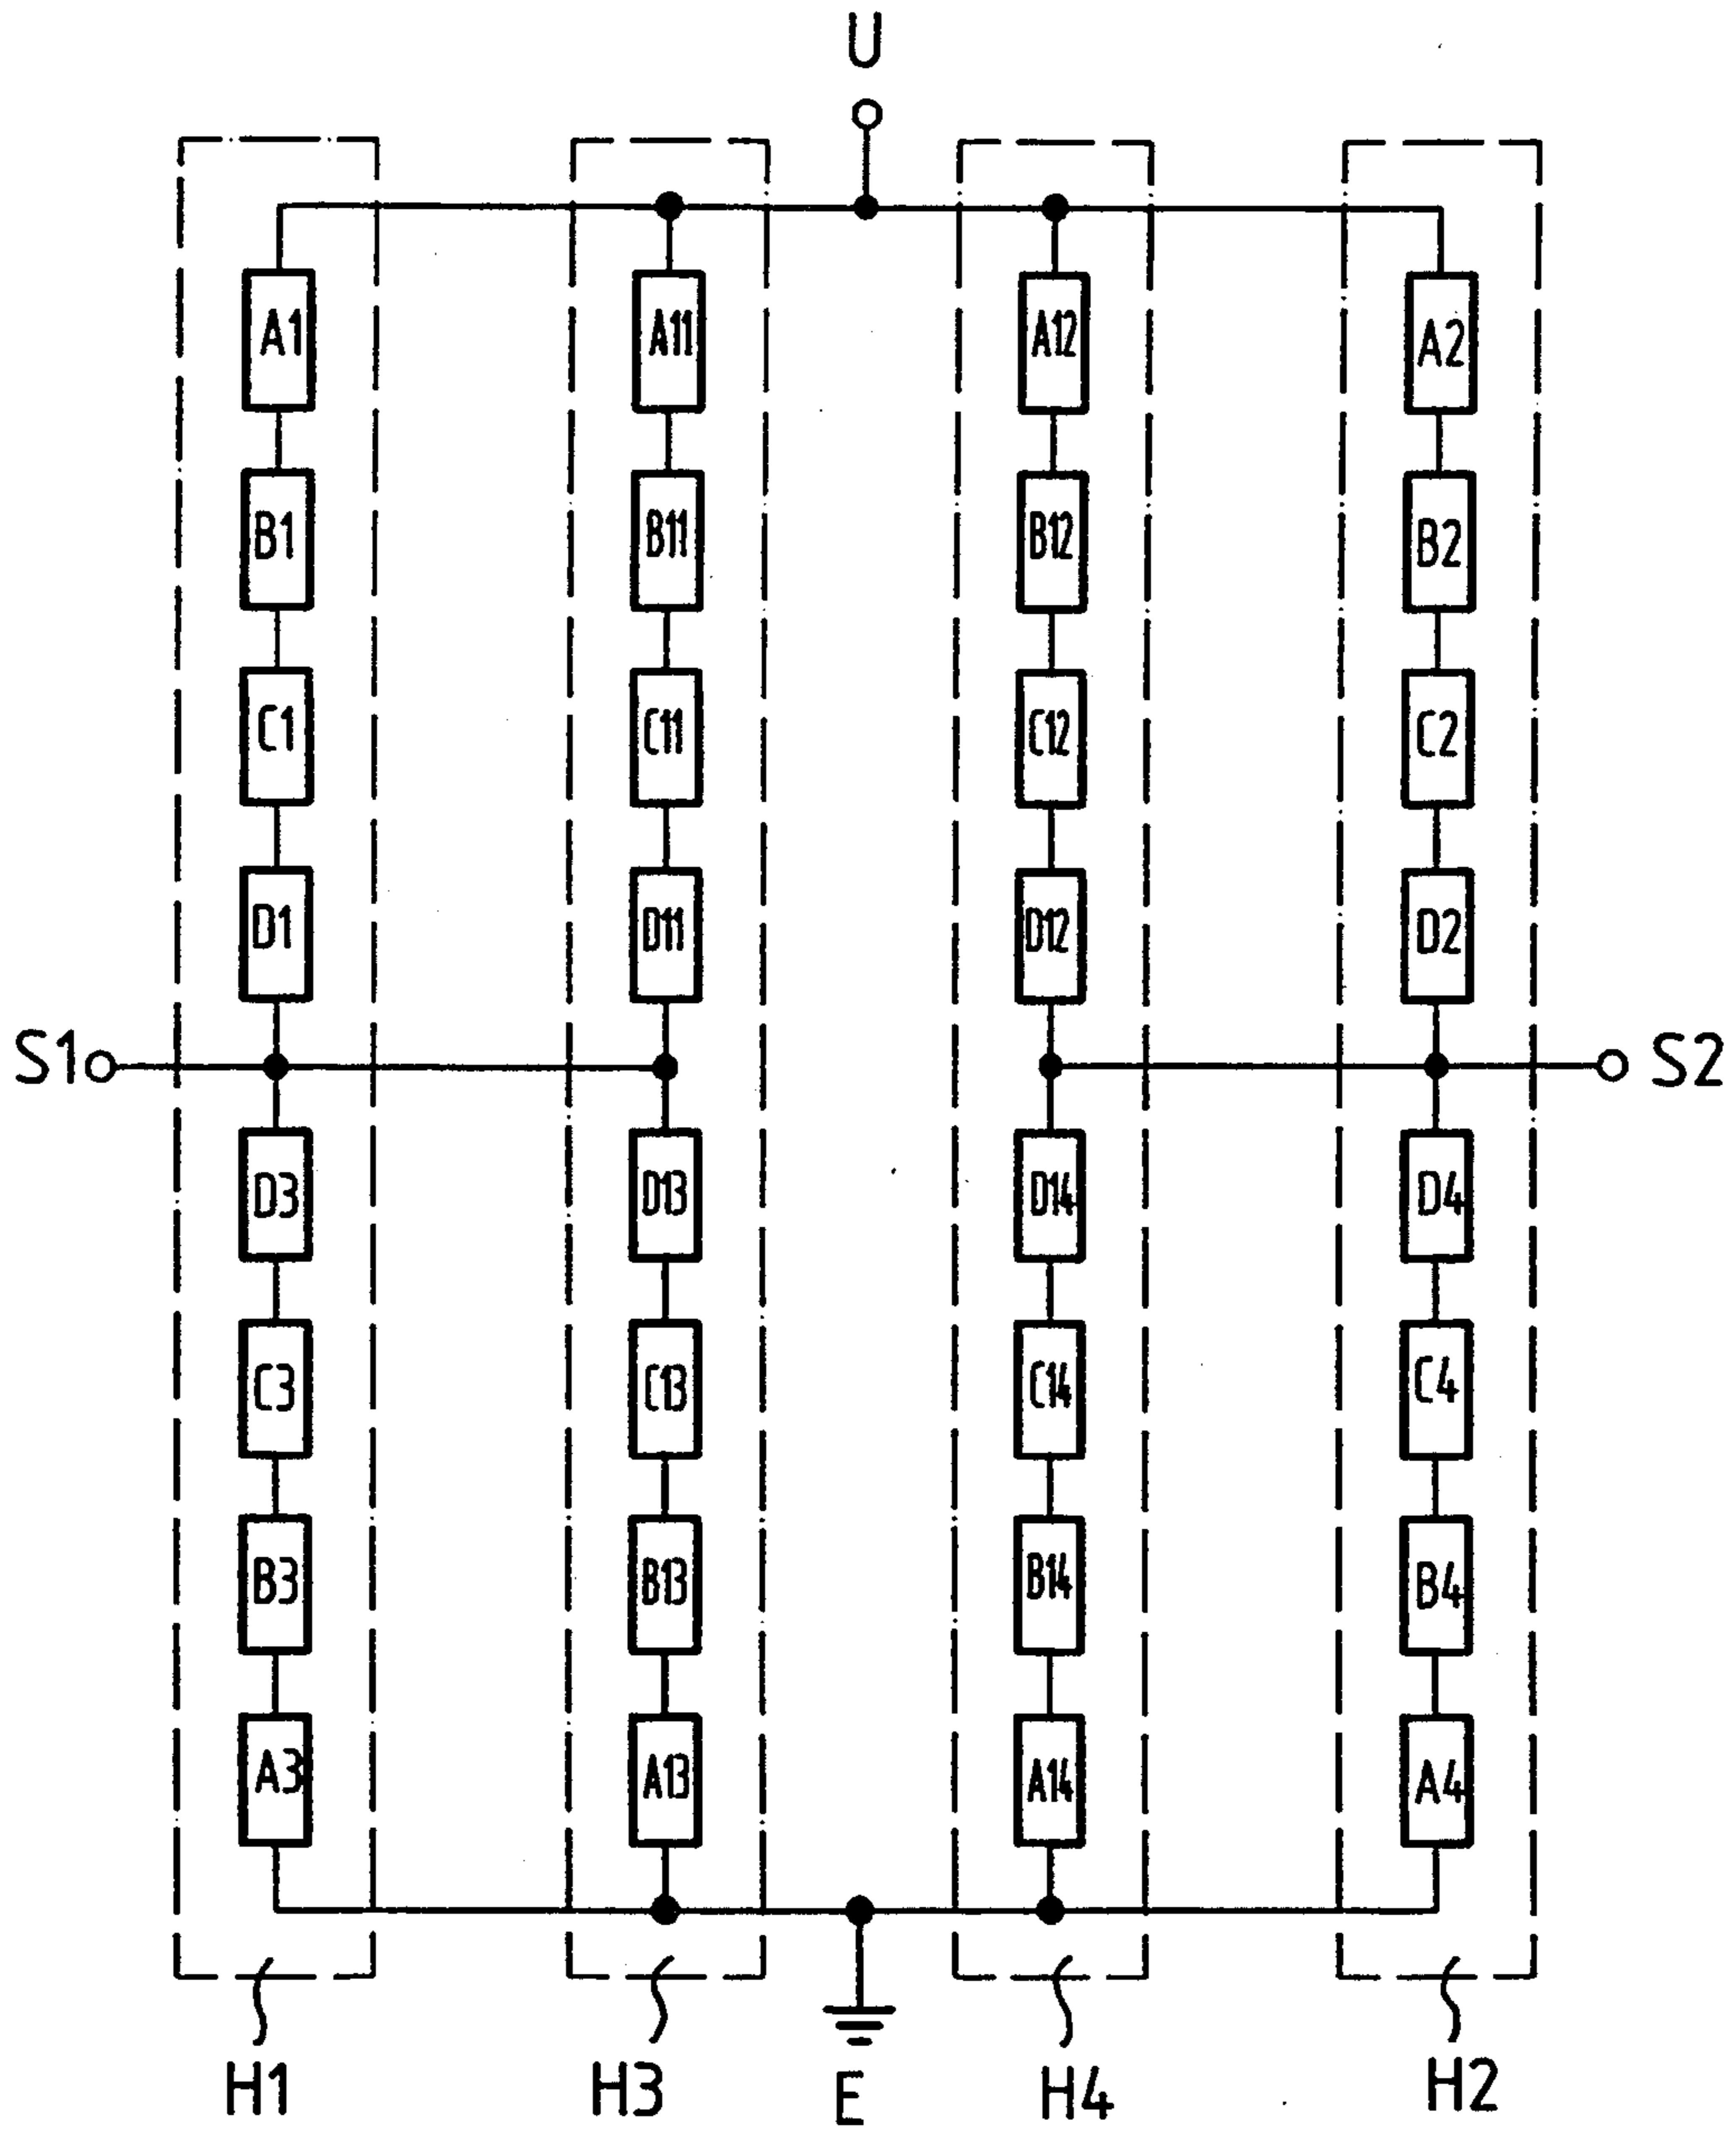 U
A1 A11 A12 A2
B1 B11 B12 B2
C1 C11 C12 C2
D1 D11 D12 D2
S1 S2
D3 D13 D14 D4
C3 C13 C14 C4
B3 B13 B14 B4
A3 A13 A14 A4
H1 H3 E H4 H2